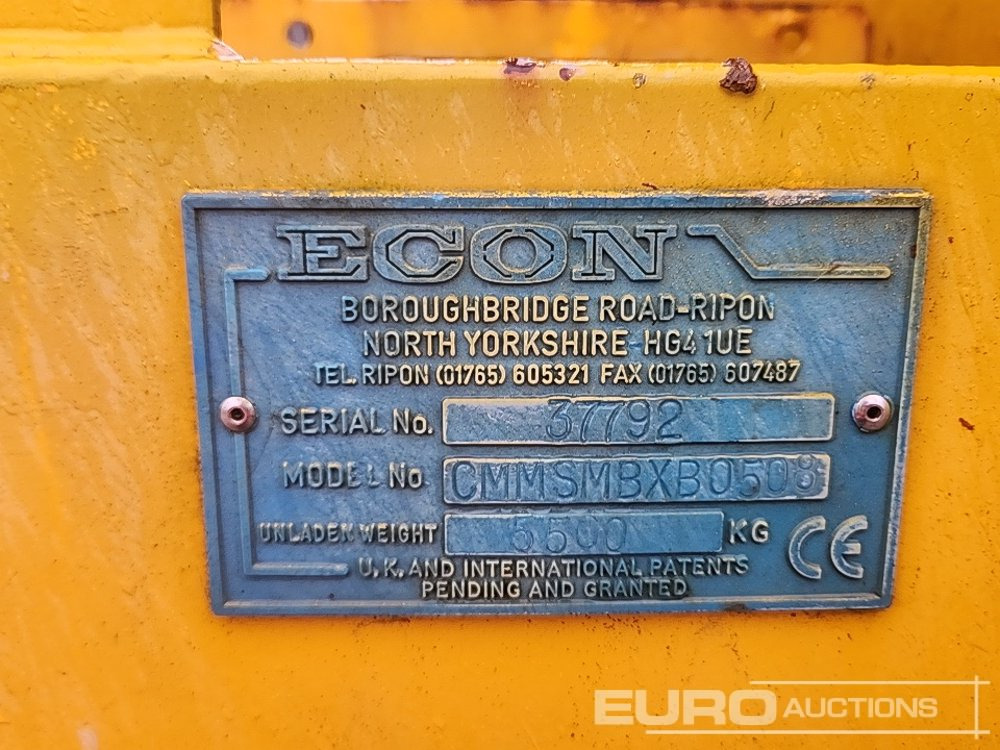 ECON
BOROUGHBRIDGE ROAD-RIPON
NORTH YORKSHIRE HG4 1UE
TEL. RIPON (01765) 605321 FAX (01765) 607487
SERIAL No. 37792
MODEL No CMMSMBXB0508
UNLADEN WEIGHT 5500 KG
CE
U.K. AND INTERNATIONAL PATENTS
PENDING AND GRANTED
EURO AUCTIONS